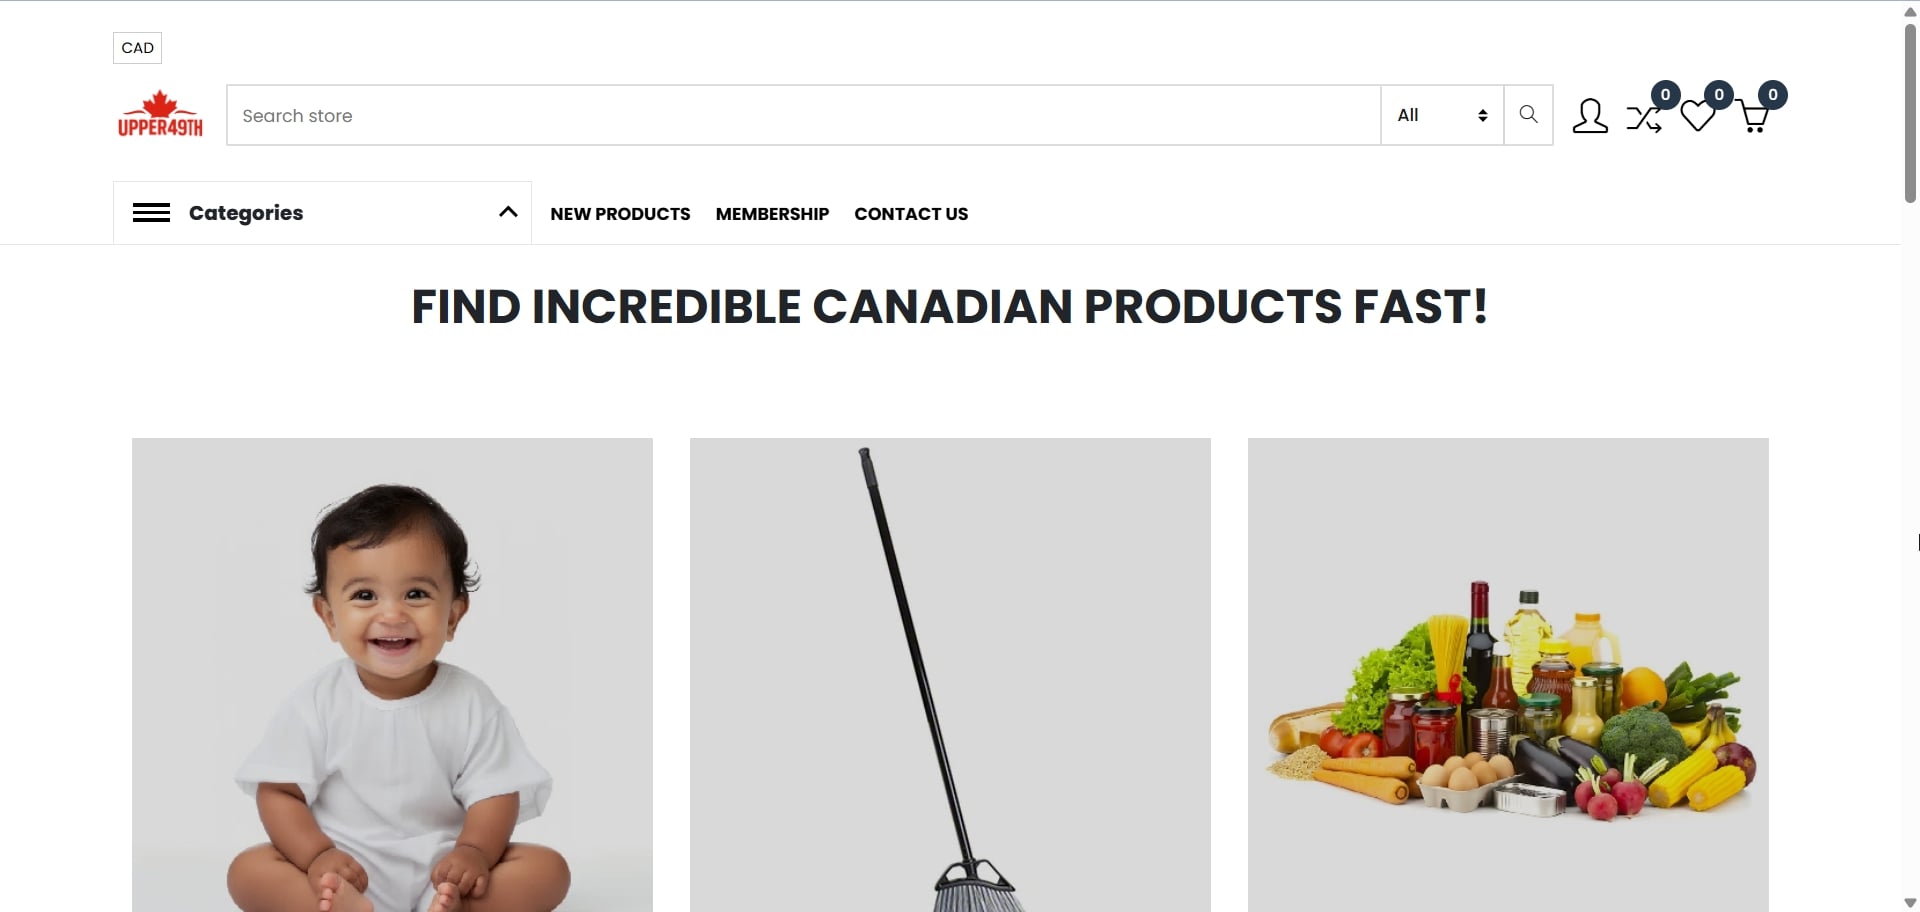 CAD
UPPER49TH
Search store
All
0
0
0
Categories
NEW PRODUCTS
MEMBERSHIP
CONTACT US
FIND INCREDIBLE CANADIAN PRODUCTS FAST!